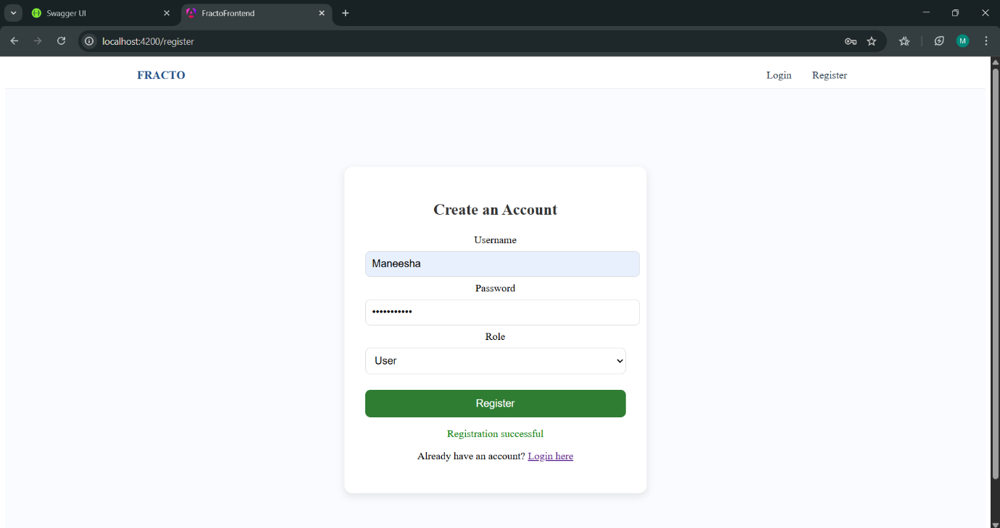 Swagger UI
FractoFrontend
localhost:4200/register
M
FRACTO
Login
Register
Create an Account
Username
Maneesha
Password
•••••••••••
Role
User
Register
Registration successful
Already have an account? Login here